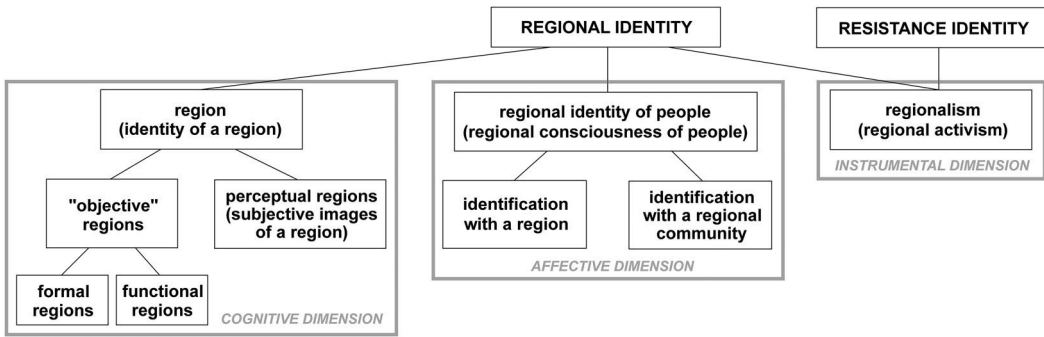 REGIONAL IDENTITY
RESISTANCE IDENTITY
region
(identity of a region)
regional identity of people
(regional consciousness of people)
regionalism
(regional activism)
INSTRUMENTAL DIMENSION
"objective"
regions
perceptual regions
(subjective images
of a region)
identification
with a region
identification
with a regional
community
AFFECTIVE DIMENSION
formal
regions
functional
regions
COGNITIVE DIMENSION